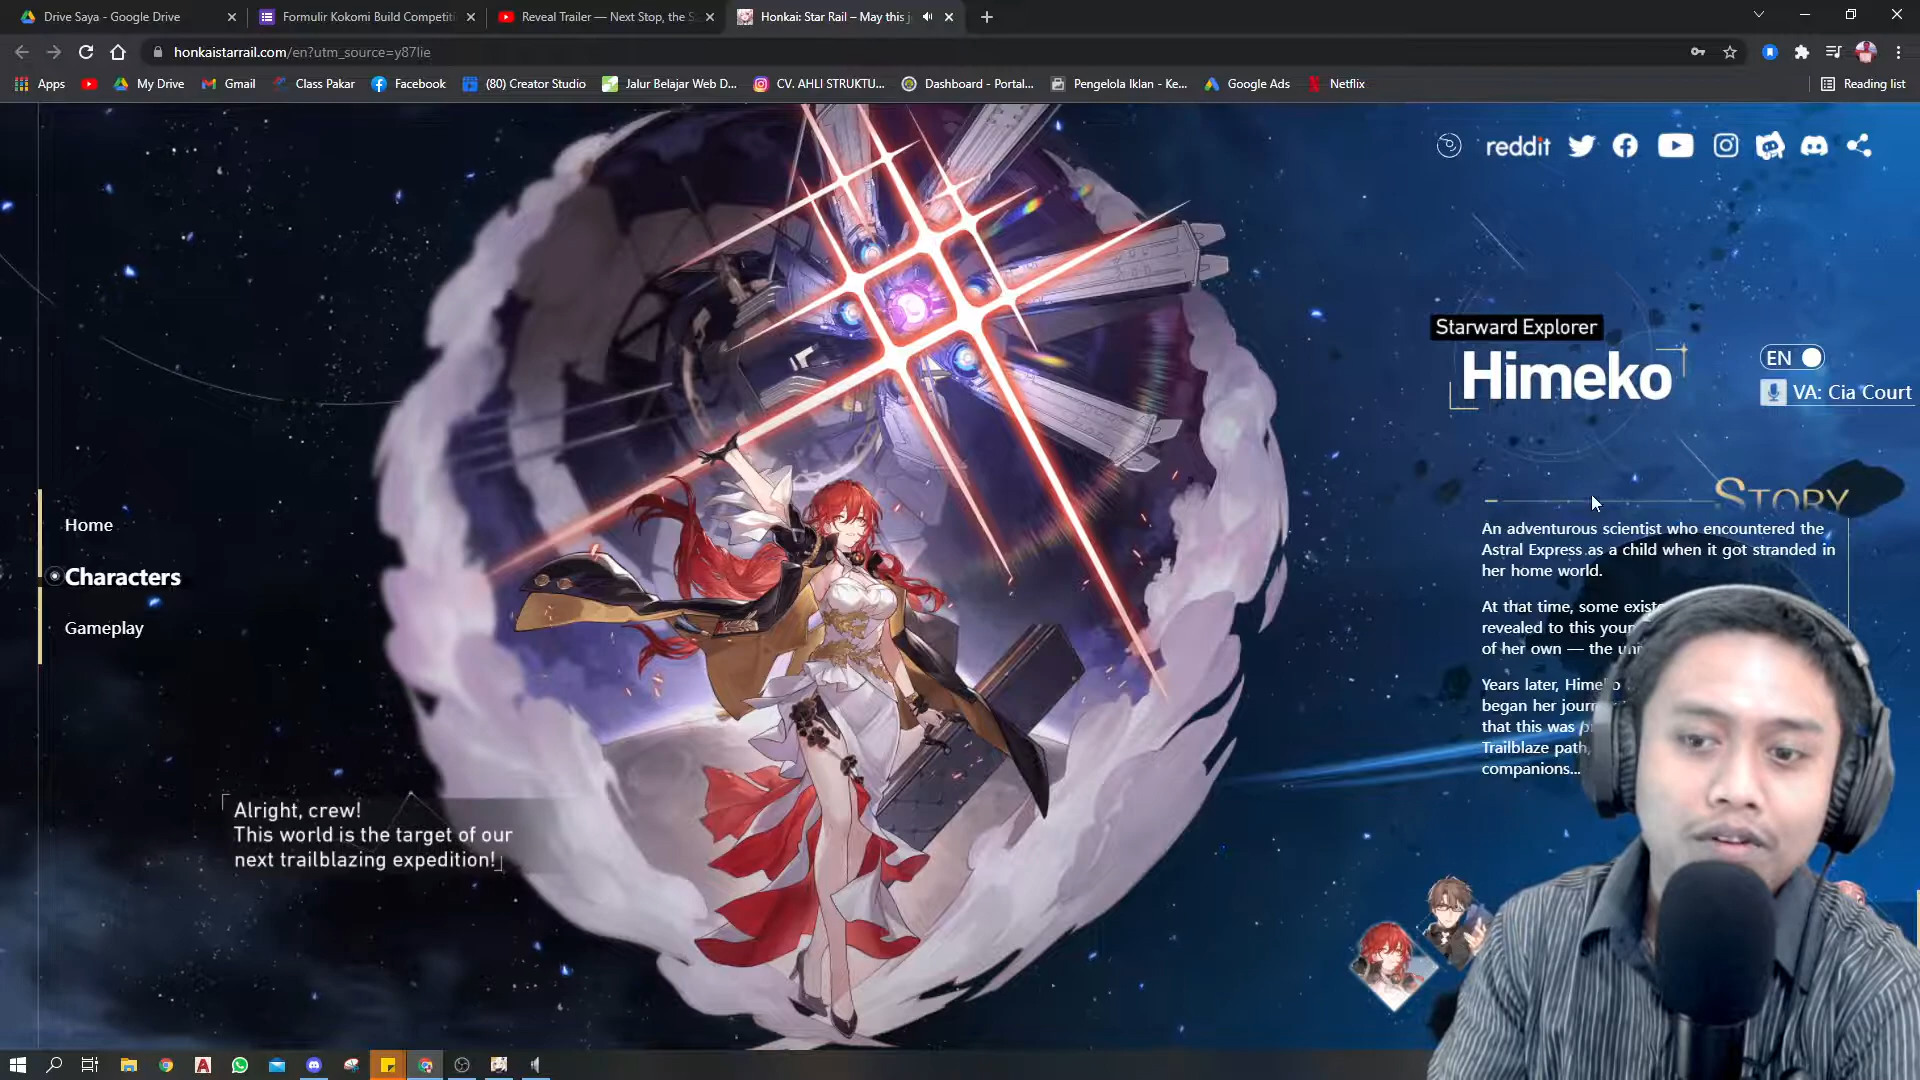 Drive Saya - Google Drive
Formulir Kokomi Build Competiti
Reveal Trailer — Next Stop, the S
Honkai: Star Rail – May this j
honkaistarrail.com/en?utm_source=y87lie
Apps
My Drive
Gmail
Class Pakar
Facebook
(80) Creator Studio
Jalur Belajar Web D...
CV. AHLI STRUKTU...
Dashboard - Portal...
Pengelola Iklan - Ke...
Google Ads
Netflix
Reading list
reddit
Starward Explorer
Himeko
EN
VA: Cia Court
STORY
An adventurous scientist who encountered the
Astral Express as a child when it got stranded in
her home world.
At that time, some
revealed to this
of her own — the
Years later,
began her
that this was
Trailblaze path,
companions...
Home
Characters
Gameplay
Alright, crew!
This world is the target of our
next trailblazing expedition!